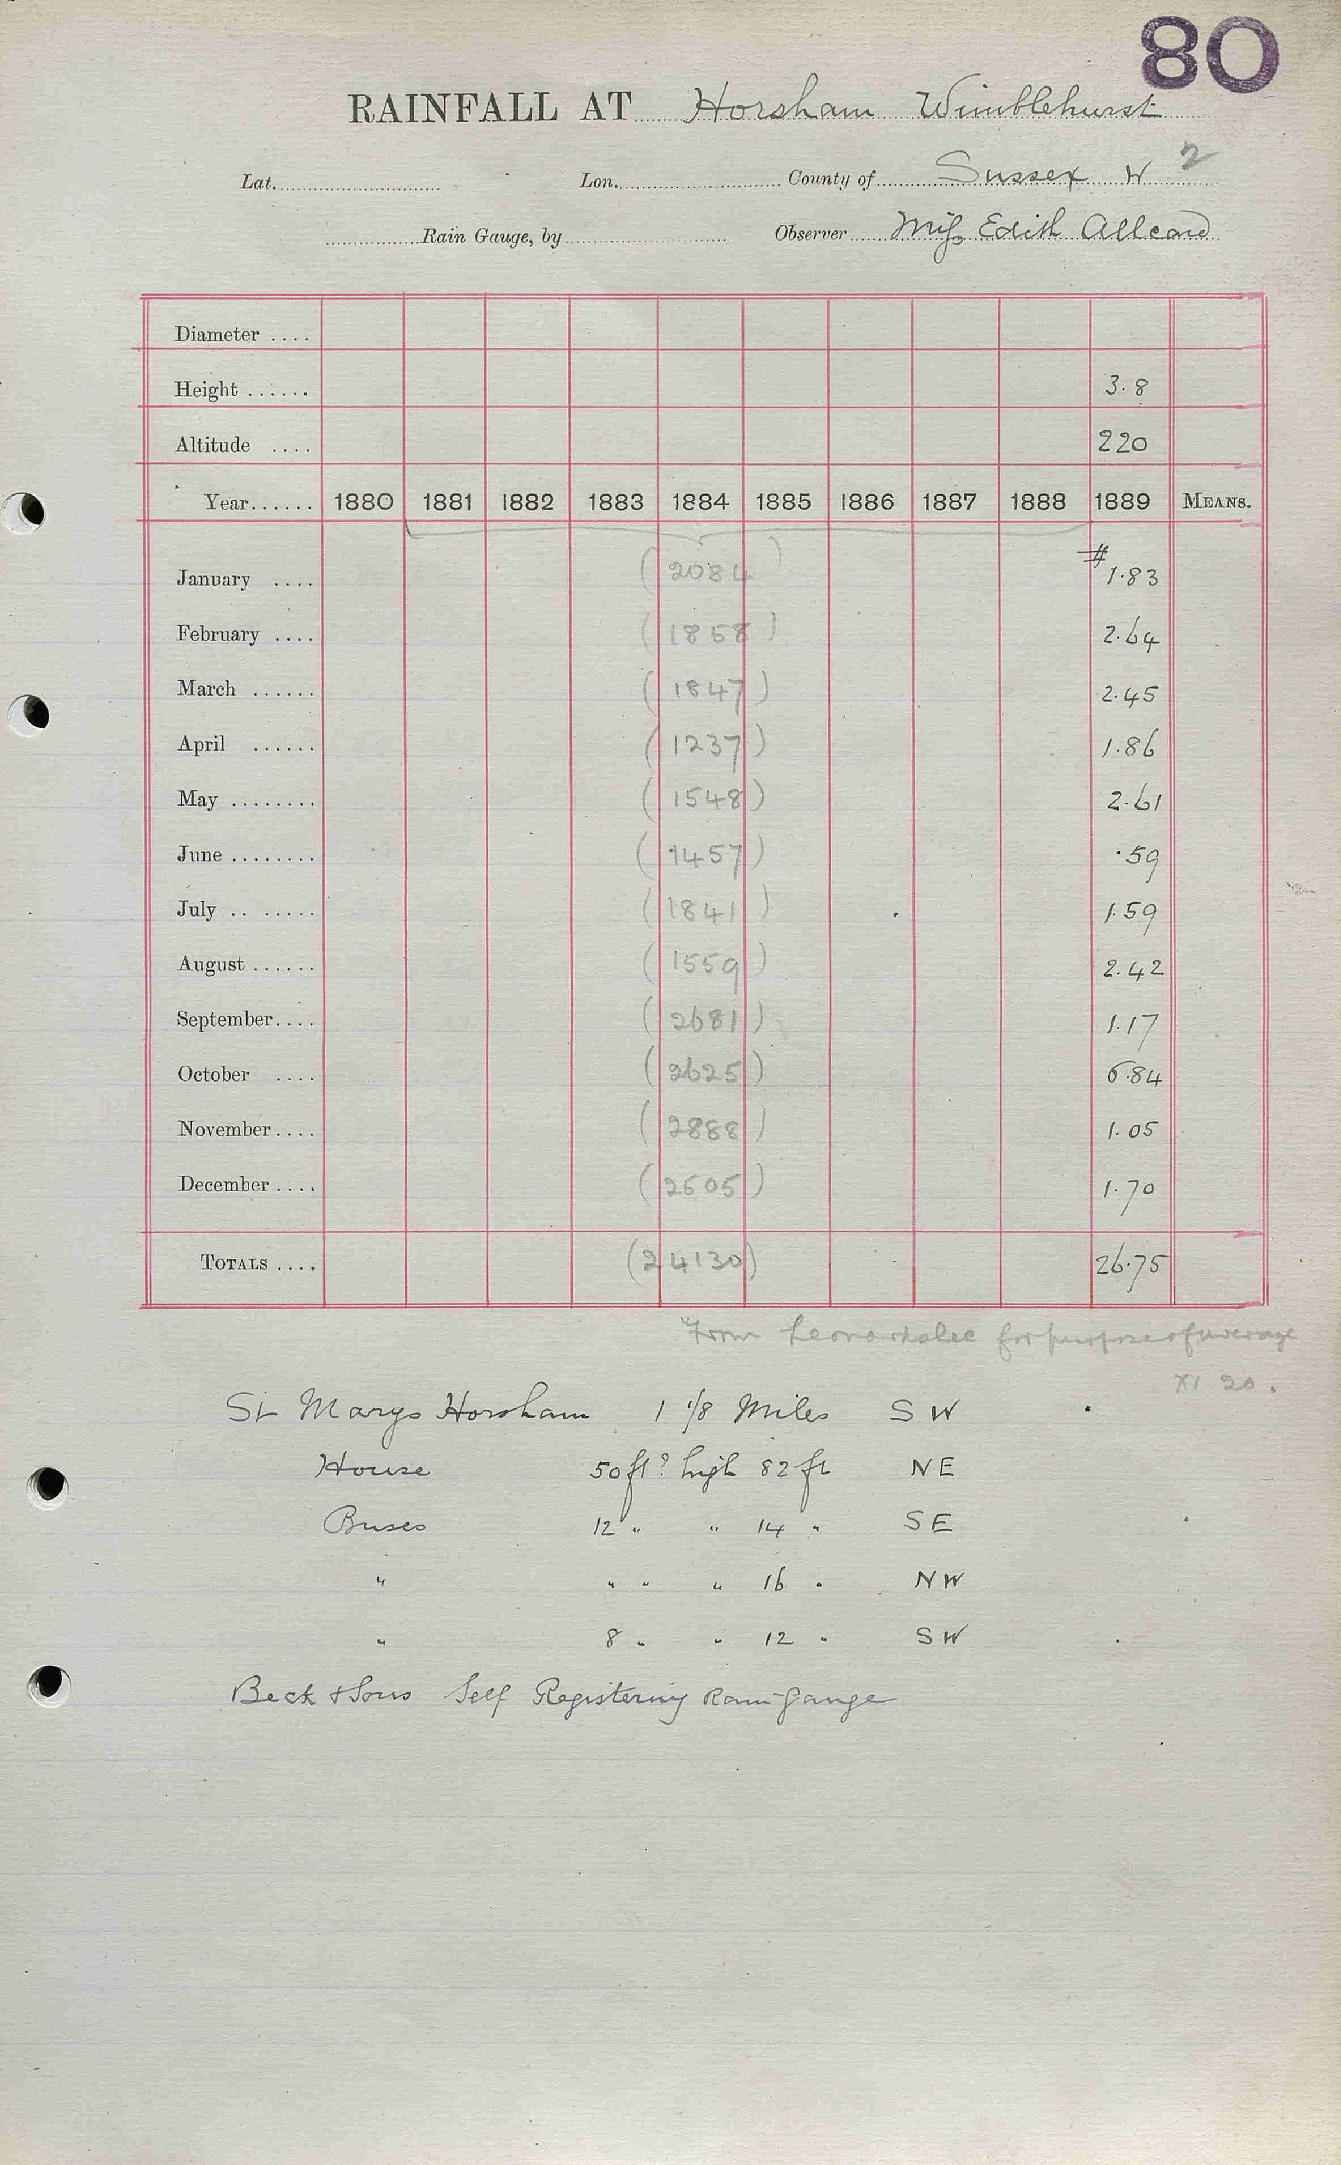 80
RAINFALL AT Horsham Wimblehurst
Lat. Lon. County of Sussex W 2
Rain Gauge, by Observer Miss Edith Allcard
Diameter ....
Height ...... 3.8
Altitude .... 220
Year...... 1880 1881 1882 1883 1884 1885 1886 1887 1888 1889 MEANS.
January .... (2084) # 1.83
February .... (1858) 2.64
March ...... (1847) 2.45
April ...... (1237) 1.86
May ........ (1548) 2.61
June ........ (1457) .59
July .. ...... (1841) 1.59
August ...... (1559) 2.42
September.... (2681) 1.17
October .... (2625) 6.84
November.... (2888) 1.05
December.... (2505) 1.70
TOTALS .... (24130) 26.75
From Leonardslee for purpose of average
XI 20.
St Marys Horsham 1 1/8 Miles SW
House 50 ft? high 82 ft NE
Buses 12 " " 14 " SE
" " " " 16 " NW
" 8 " " 12 " SW
Beck & Sons Self Registering Rain Gauge